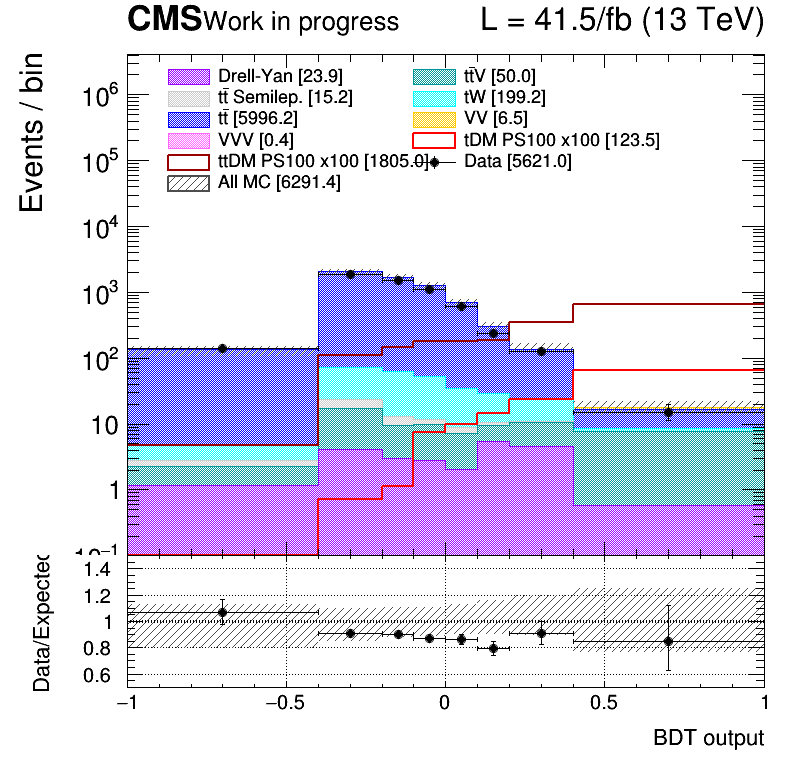 CMS Work in progress L = 41.5/fb (13 TeV)
Events / bin
Drell-Yan [23.9] tt̄V [50.0]
tt̄ Semilep. [15.2] tW [199.2]
tt̄ [5996.2] VV [6.5]
VVV [0.4] tDM PS100 x100 [123.5]
ttDM PS100 x100 [1805.0] Data [5621.0]
All MC [6291.4]
10⁶
10⁵
10⁴
10³
10²
10
1
10⁻¹
Data/Expected
1.4
1.2
1
0.8
0.6
−1 −0.5 0 0.5 1
BDT output